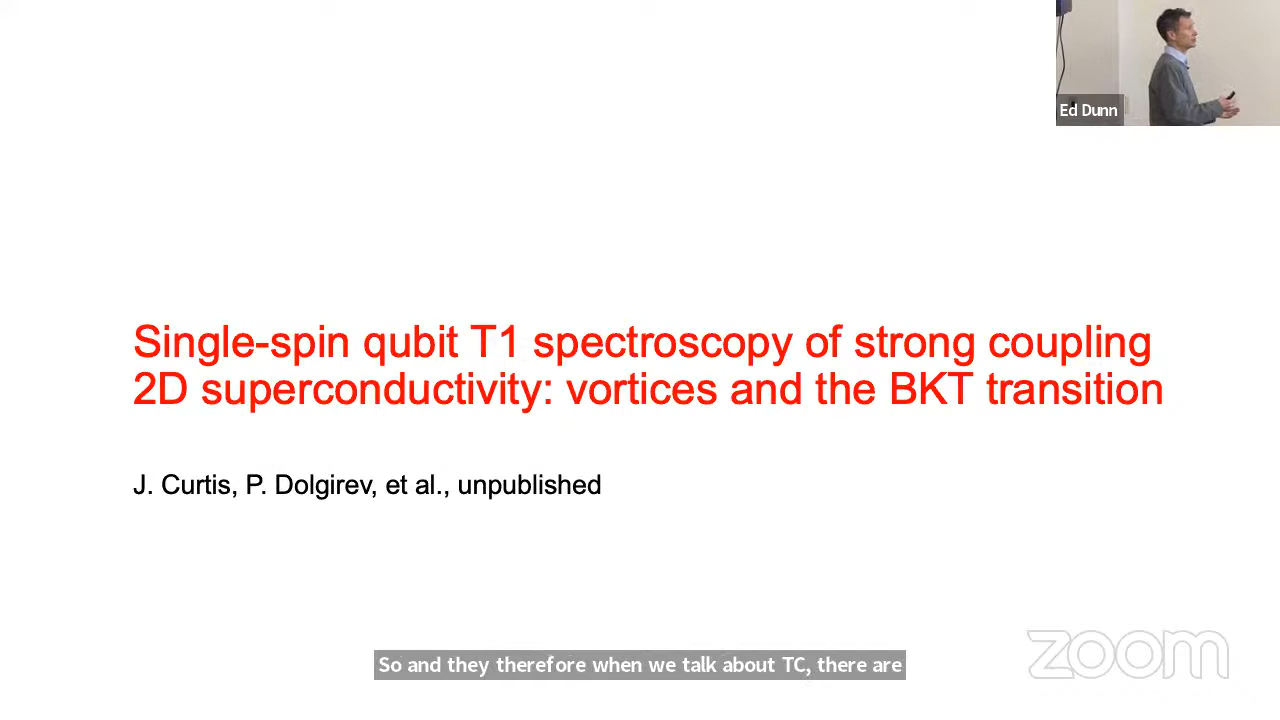 Ed Dunn
Single-spin qubit T1 spectroscopy of strong coupling
2D superconductivity: vortices and the BKT transition
J. Curtis, P. Dolgirev, et al., unpublished
So and they therefore when we talk about TC, there are
zoom